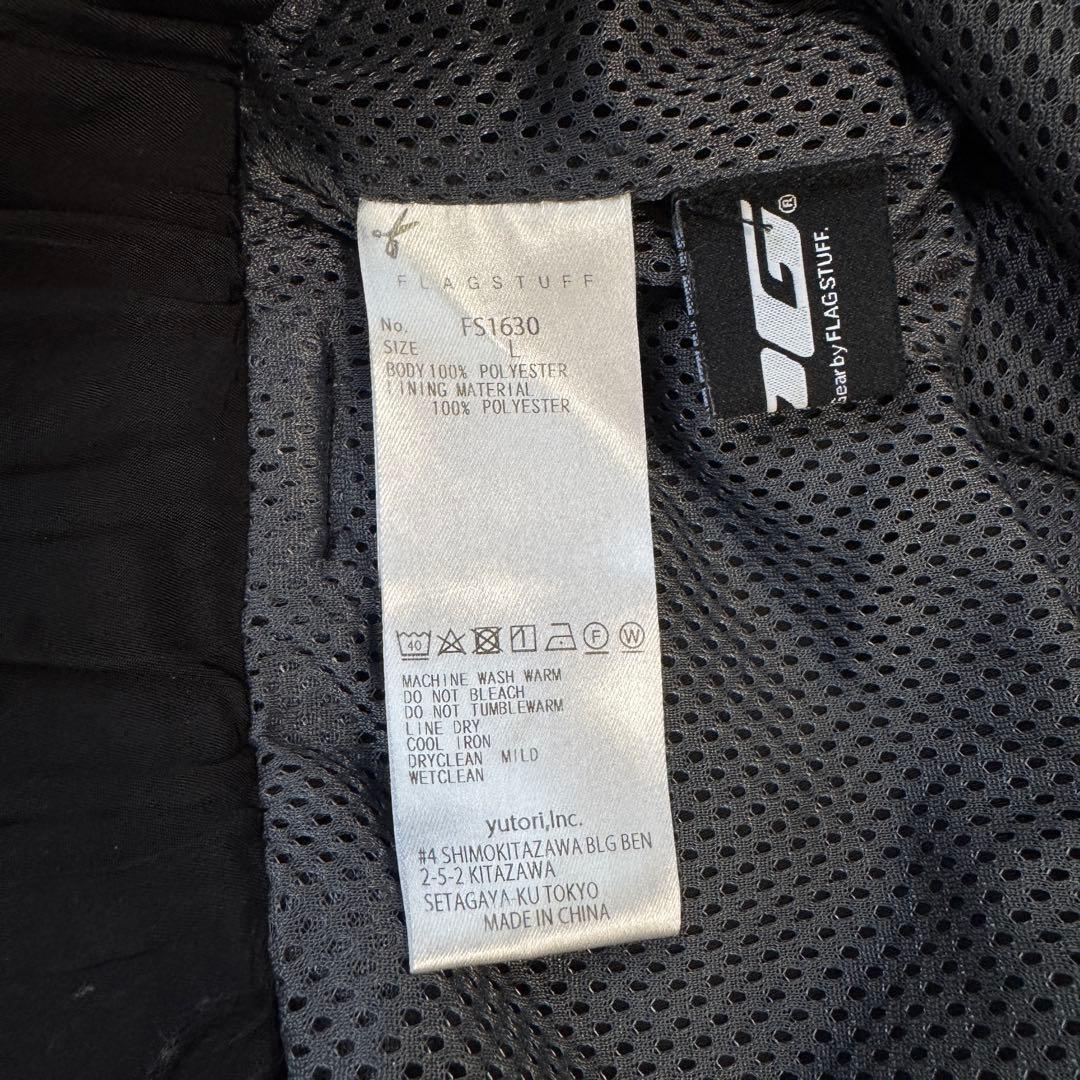 FLAGSTUFF
No. FS1630
SIZE L
BODY 100% POLYESTER
LINING MATERIAL
100% POLYESTER
40
F
W
MACHINE WASH WARM
DO NOT BLEACH
DO NOT TUMBLEWARM
LINE DRY
COOL IRON
DRYCLEAN MILD
WETCLEAN
yutori,Inc.
#4 SHIMOKITAZAWA BLG BEN
2-5-2 KITAZAWA
SETAGAYA-KU TOKYO
MADE IN CHINA
G®
Gear by FLAGSTUFF.